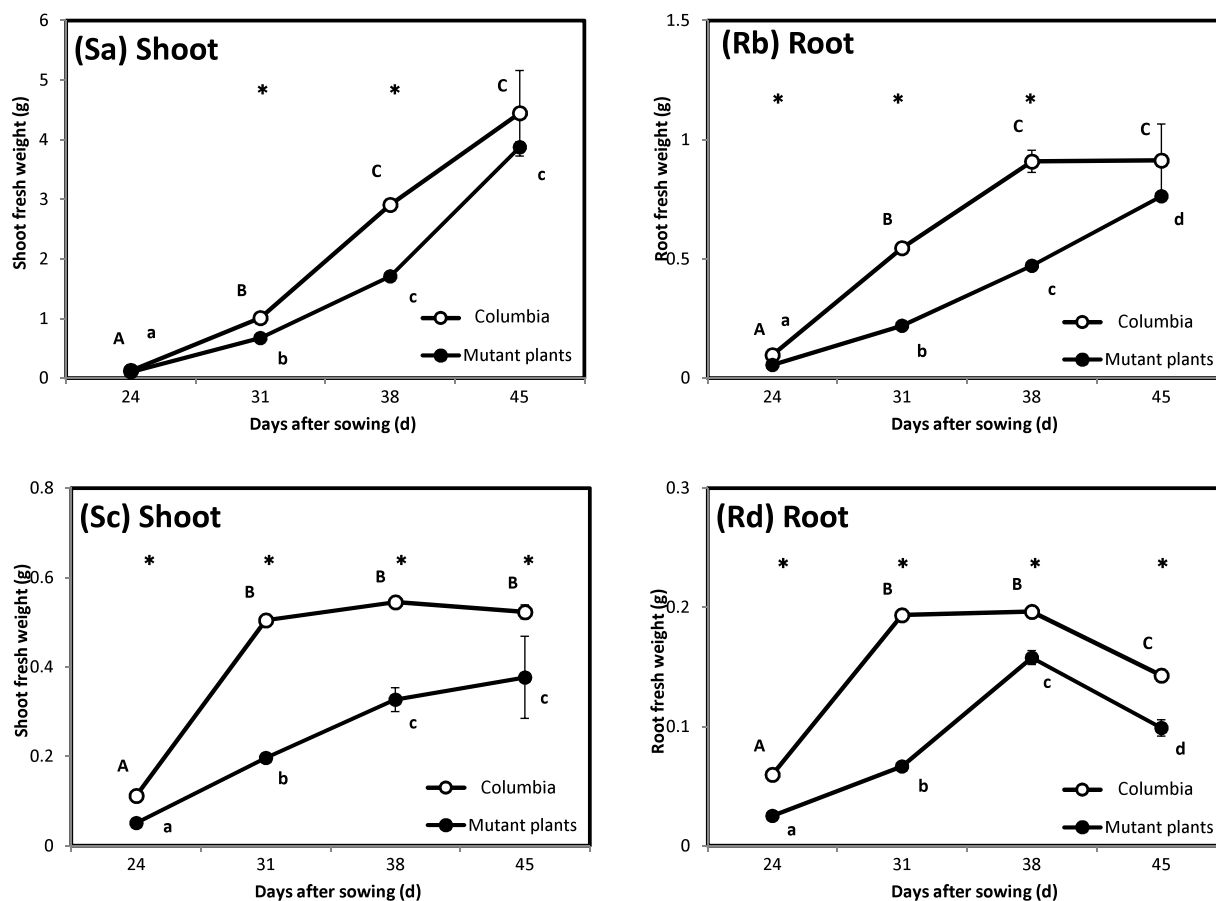 (Sa) Shoot
Shoot fresh weight (g)
6
5
4
3
2
1
0
* *
A a B b C c C c
Columbia
Mutant plants
24 31 38 45
Days after sowing (d)
(Rb) Root
Root fresh weight (g)
1.5
1
0.5
0
* * *
A a B b C c C d
Columbia
Mutant plants
24 31 38 45
Days after sowing (d)
(Sc) Shoot
Shoot fresh weight (g)
0.8
0.6
0.4
0.2
0
* * * *
A a B b B c B c
Columbia
Mutant plants
24 31 38 45
Days after sowing (d)
(Rd) Root
Root fresh weight (g)
0.3
0.2
0.1
0
* * * *
A a B b B c C d
Columbia
Mutant plants
24 31 38 45
Days after sowing (d)